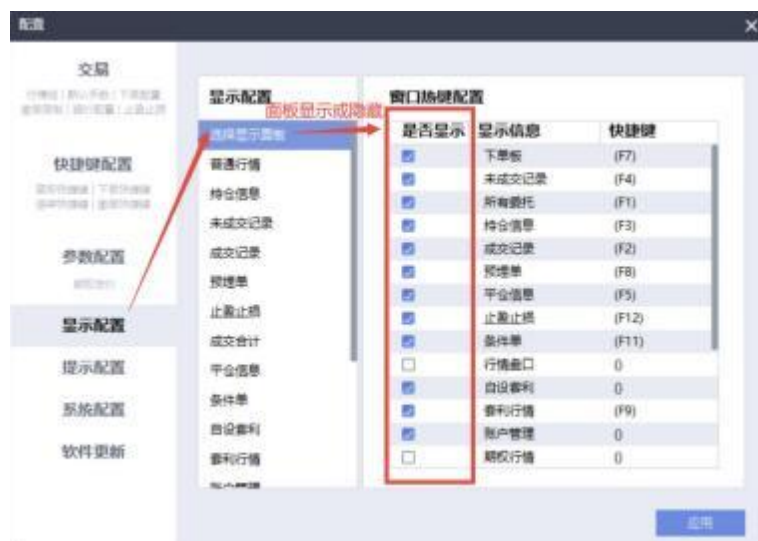 配置
交易
快捷键配置
参数配置
显示配置
提示配置
系统配置
软件更新
显示配置
面板显示或隐藏
选择显示面板
普通行情
持仓信息
未成交记录
成交记录
预埋单
止盈止损
成交合计
平仓信息
条件单
自设套利
套利行情
账户管理
窗口热键配置
是否显示 显示信息 快捷键
下单板 (F7)
未成交记录 (F4)
所有委托 (F1)
持仓信息 (F3)
成交记录 (F2)
预埋单 (F8)
平仓信息 (F5)
止盈止损 (F12)
条件单 (F11)
行情盘口 ()
自设套利 ()
套利行情 (F9)
账户管理 ()
期权行情 ()
应用